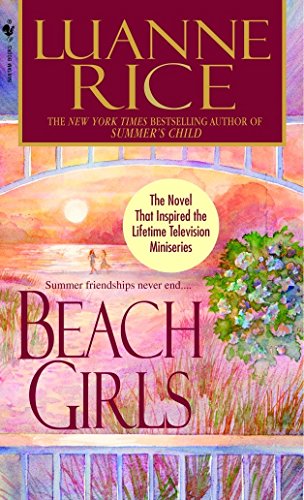 LUANNE
RICE
THE NEW YORK TIMES BESTSELLING AUTHOR OF
SUMMER'S CHILD
The Novel
That Inspired the
Lifetime Television
Miniseries
Summer friendships never end....
BEACH
GIRLS